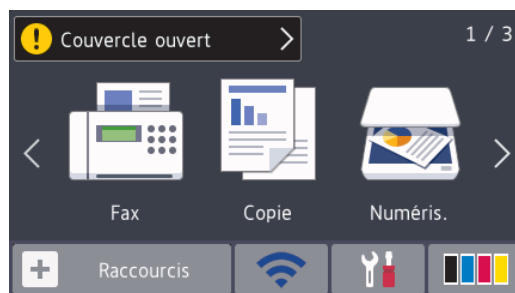 Couvercle ouvert
1 / 3
Fax
Copie
Numéris.
Raccourcis